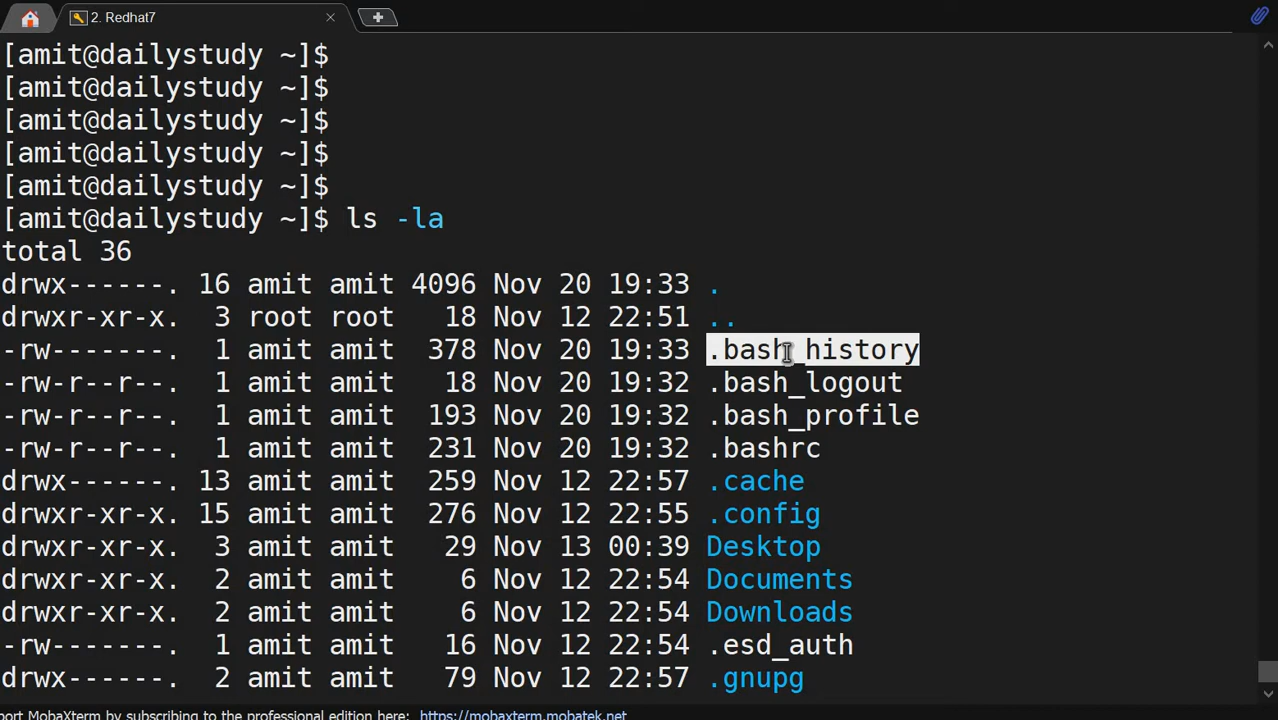 2. Redhat7
[amit@dailystudy ~]$
[amit@dailystudy ~]$
[amit@dailystudy ~]$
[amit@dailystudy ~]$
[amit@dailystudy ~]$
[amit@dailystudy ~]$ ls -la
total 36
drwx------. 16 amit amit 4096 Nov 20 19:33 .
drwxr-xr-x. 3 root root 18 Nov 12 22:51 ..
-rw-------. 1 amit amit 378 Nov 20 19:33 .bash_history
-rw-r--r--. 1 amit amit 18 Nov 20 19:32 .bash_logout
-rw-r--r--. 1 amit amit 193 Nov 20 19:32 .bash_profile
-rw-r--r--. 1 amit amit 231 Nov 20 19:32 .bashrc
drwx------. 13 amit amit 259 Nov 12 22:57 .cache
drwxr-xr-x. 15 amit amit 276 Nov 12 22:55 .config
drwxr-xr-x. 3 amit amit 29 Nov 13 00:39 Desktop
drwxr-xr-x. 2 amit amit 6 Nov 12 22:54 Documents
drwxr-xr-x. 2 amit amit 6 Nov 12 22:54 Downloads
-rw-------. 1 amit amit 16 Nov 12 22:54 .esd_auth
drwx------. 2 amit amit 79 Nov 12 22:57 .gnupg
port MobaXterm by subscribing to the professional edition here: https://mobaxterm.mobatek.net